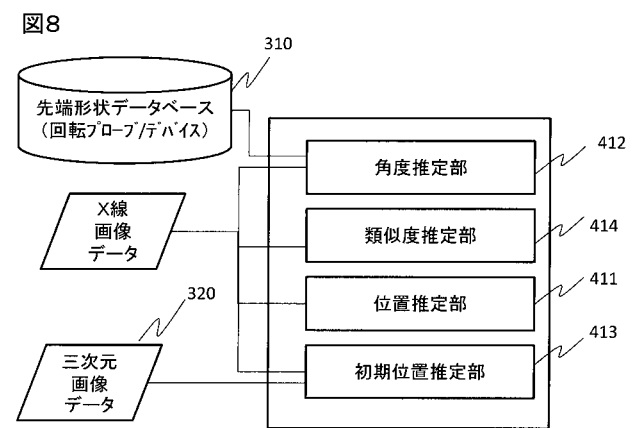 図8
310
先端形状データベース
(回転プローブ/デバイス)
412
角度推定部
X線
画像
データ
類似度推定部
414
位置推定部
411
320
413
三次元
画像
データ
初期位置推定部